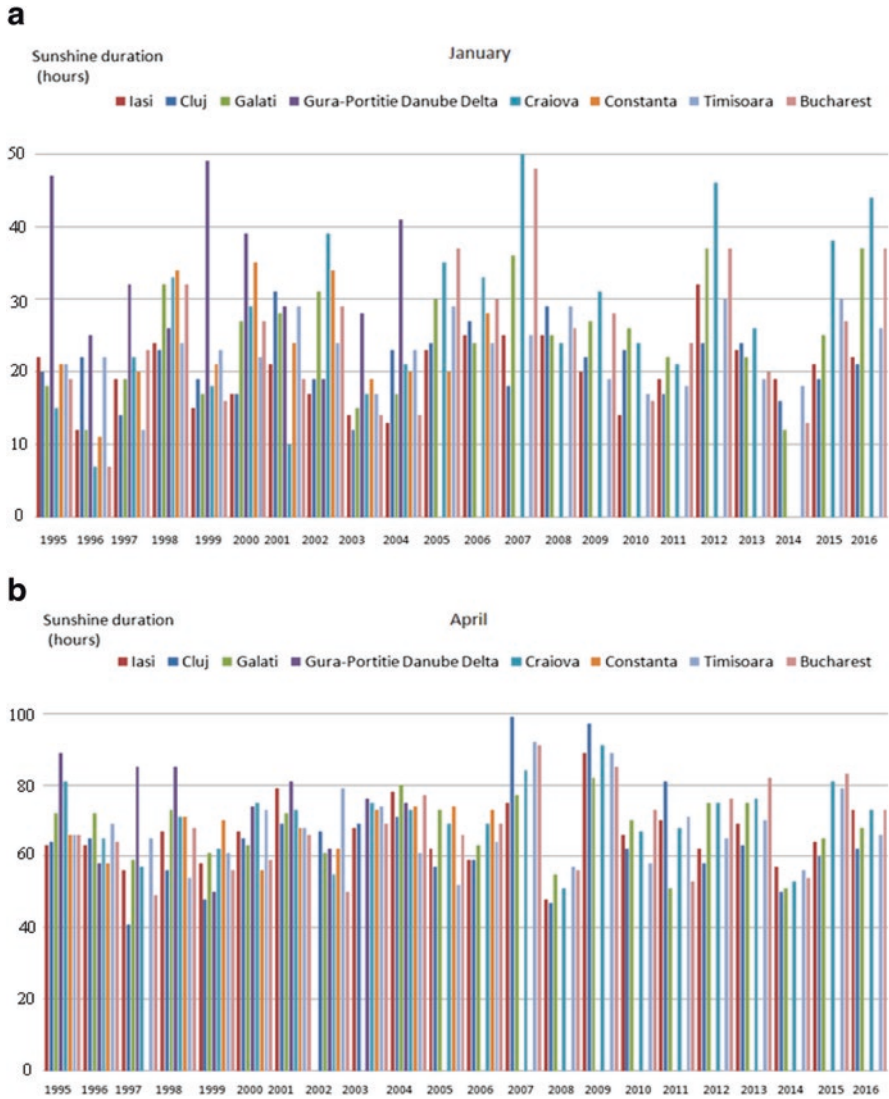 a
Sunshine duration
(hours)
January
Iasi Cluj Galati Gura-Portitie Danube Delta Craiova Constanta Timisoara Bucharest
50
40
30
20
10
0
1995 1996 1997 1998 1999 2000 2001 2002 2003 2004 2005 2006 2007 2008 2009 2010 2011 2012 2013 2014 2015 2016
b
Sunshine duration
(hours)
April
Iasi Cluj Galati Gura-Portitie Danube Delta Craiova Constanta Timisoara Bucharest
100
80
60
40
20
0
1995 1996 1997 1998 1999 2000 2001 2002 2003 2004 2005 2006 2007 2008 2009 2010 2011 2012 2013 2014 2015 2016